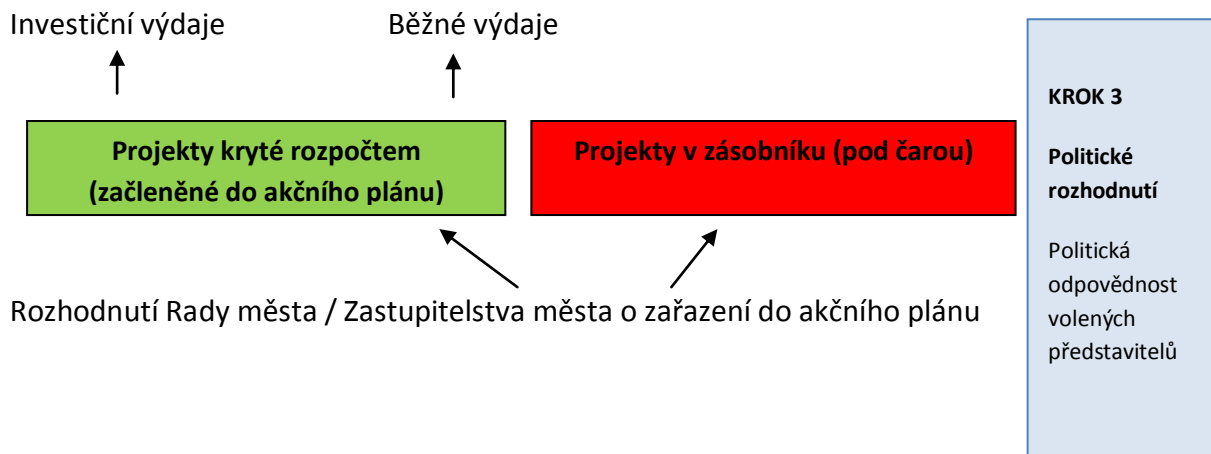 Investiční výdaje
Běžné výdaje
Projekty kryté rozpočtem
(začleněné do akčního plánu)
Projekty v zásobníku (pod čarou)
Rozhodnutí Rady města / Zastupitelstva města o zařazení do akčního plánu
KROK 3
Politické
rozhodnutí
Politická
odpovědnost
volených
představitelů